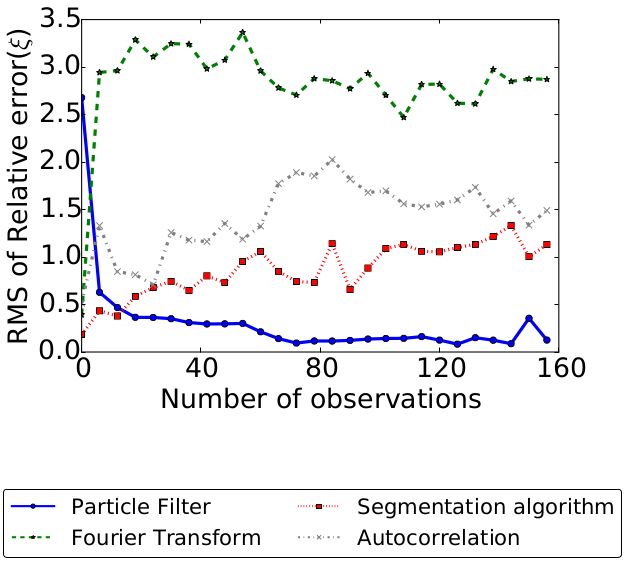 3.5
3.0
2.5
2.0
1.5
1.0
0.5
0.0
RMS of Relative error(ξ)
0 40 80 120 160
Number of observations
Particle Filter Segmentation algorithm
Fourier Transform Autocorrelation